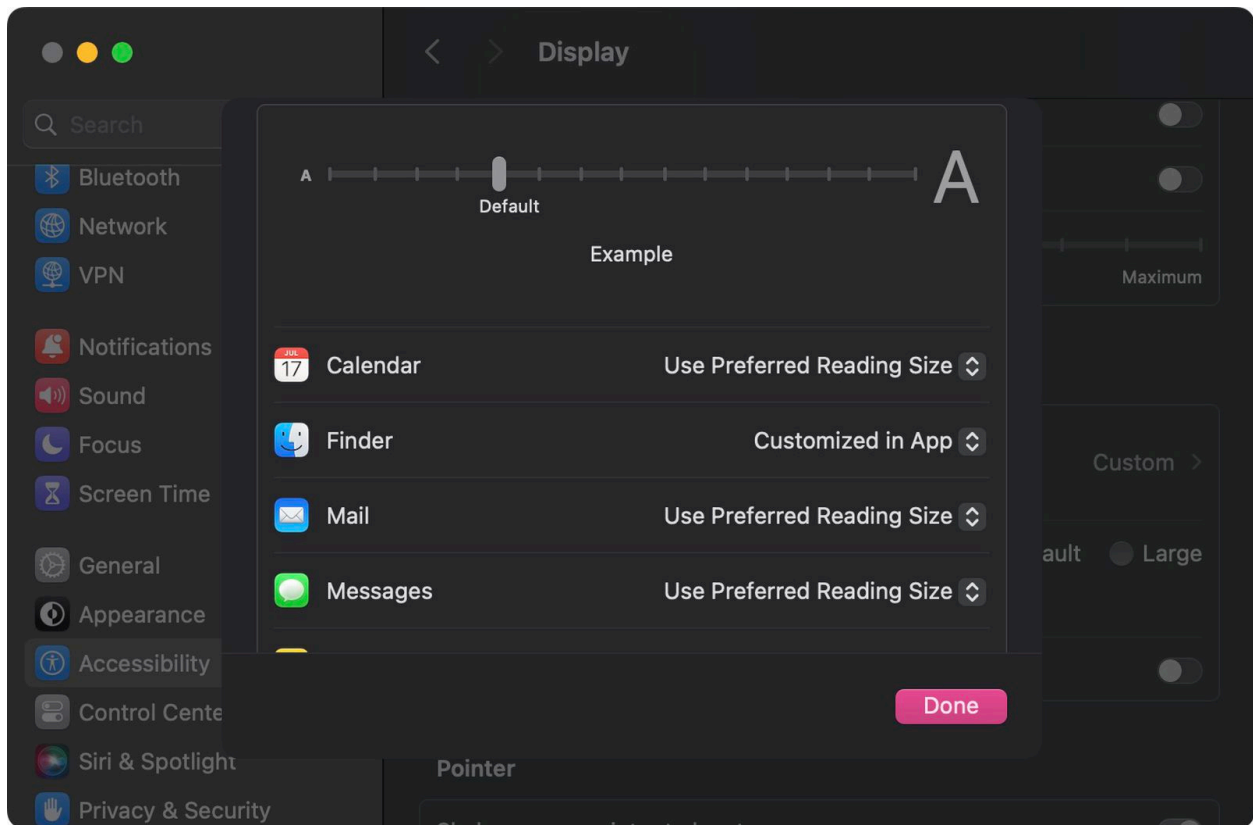 Display
Search
Bluetooth
Network
VPN
Notifications
Sound
Focus
Screen Time
General
Appearance
Accessibility
Control Cente
Siri & Spotlight
Privacy & Security
A A
Default
Example
JUL
17
Calendar Use Preferred Reading Size
Finder Customized in App
Mail Use Preferred Reading Size
Messages Use Preferred Reading Size
Done
Maximum
Custom
ault Large
Pointer